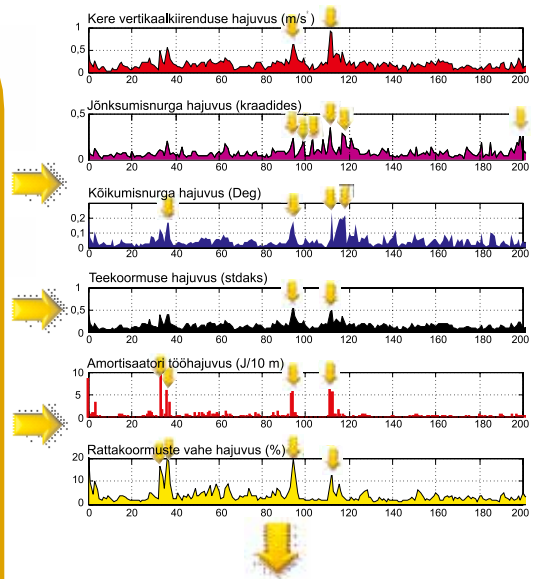 Kere vertikaalkiirenduse hajuvus (m/s )
1
0,5
0
0 20 40 60 80 100 120 140 160 180 200
Jõnksumisnurga hajuvus (kraadides)
0,5
0
0 20 40 60 80 100 120 140 160 180 200
Kõikumisnurga hajuvus (Deg)
0,2
0,1
0
0 20 40 60 80 100 120 140 160 180 200
Teekoormuse hajuvus (stdaks)
1
0,5
0
0 20 40 60 80 100 120 140 160 180 200
Amortisaatori tööhajuvus (J/10 m)
10
5
0
0 20 40 60 80 100 120 140 160 180 200
Rattakoormuste vahe hajuvus (%)
20
10
0
0 20 40 60 80 100 120 140 160 180 200